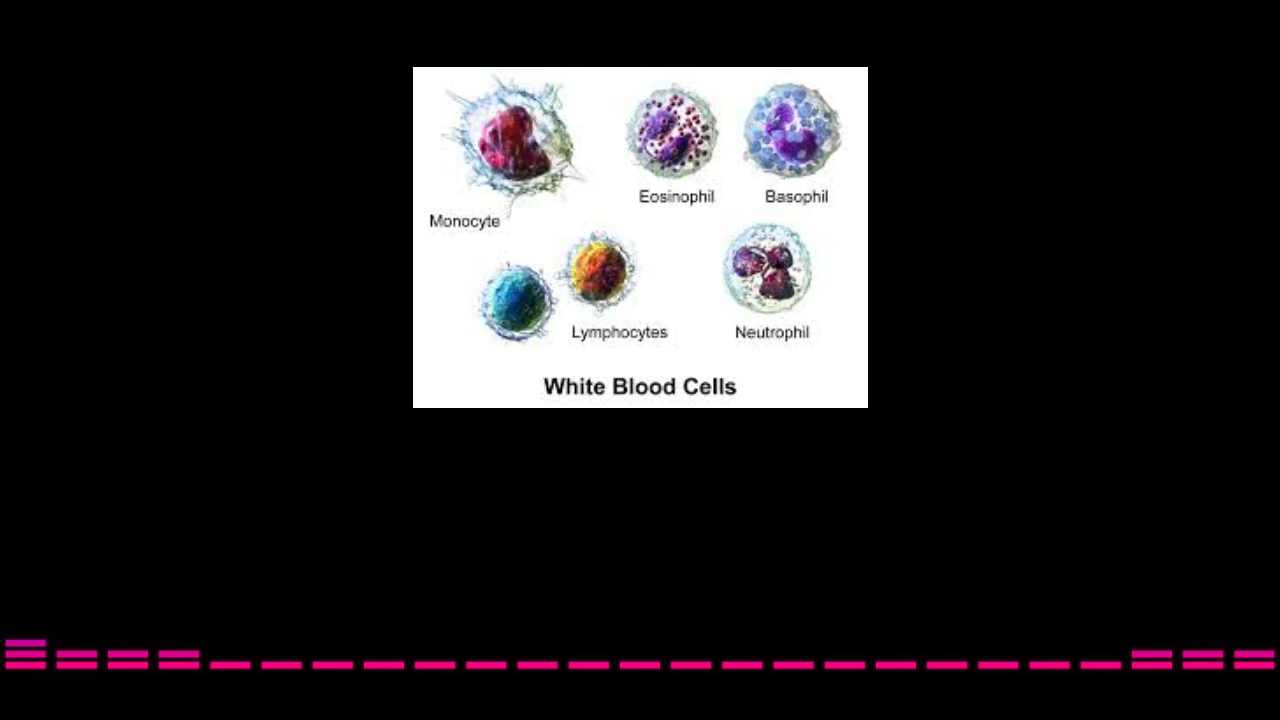 Eosinophil
Basophil
Monocyte
Lymphocytes
Neutrophil
White Blood Cells